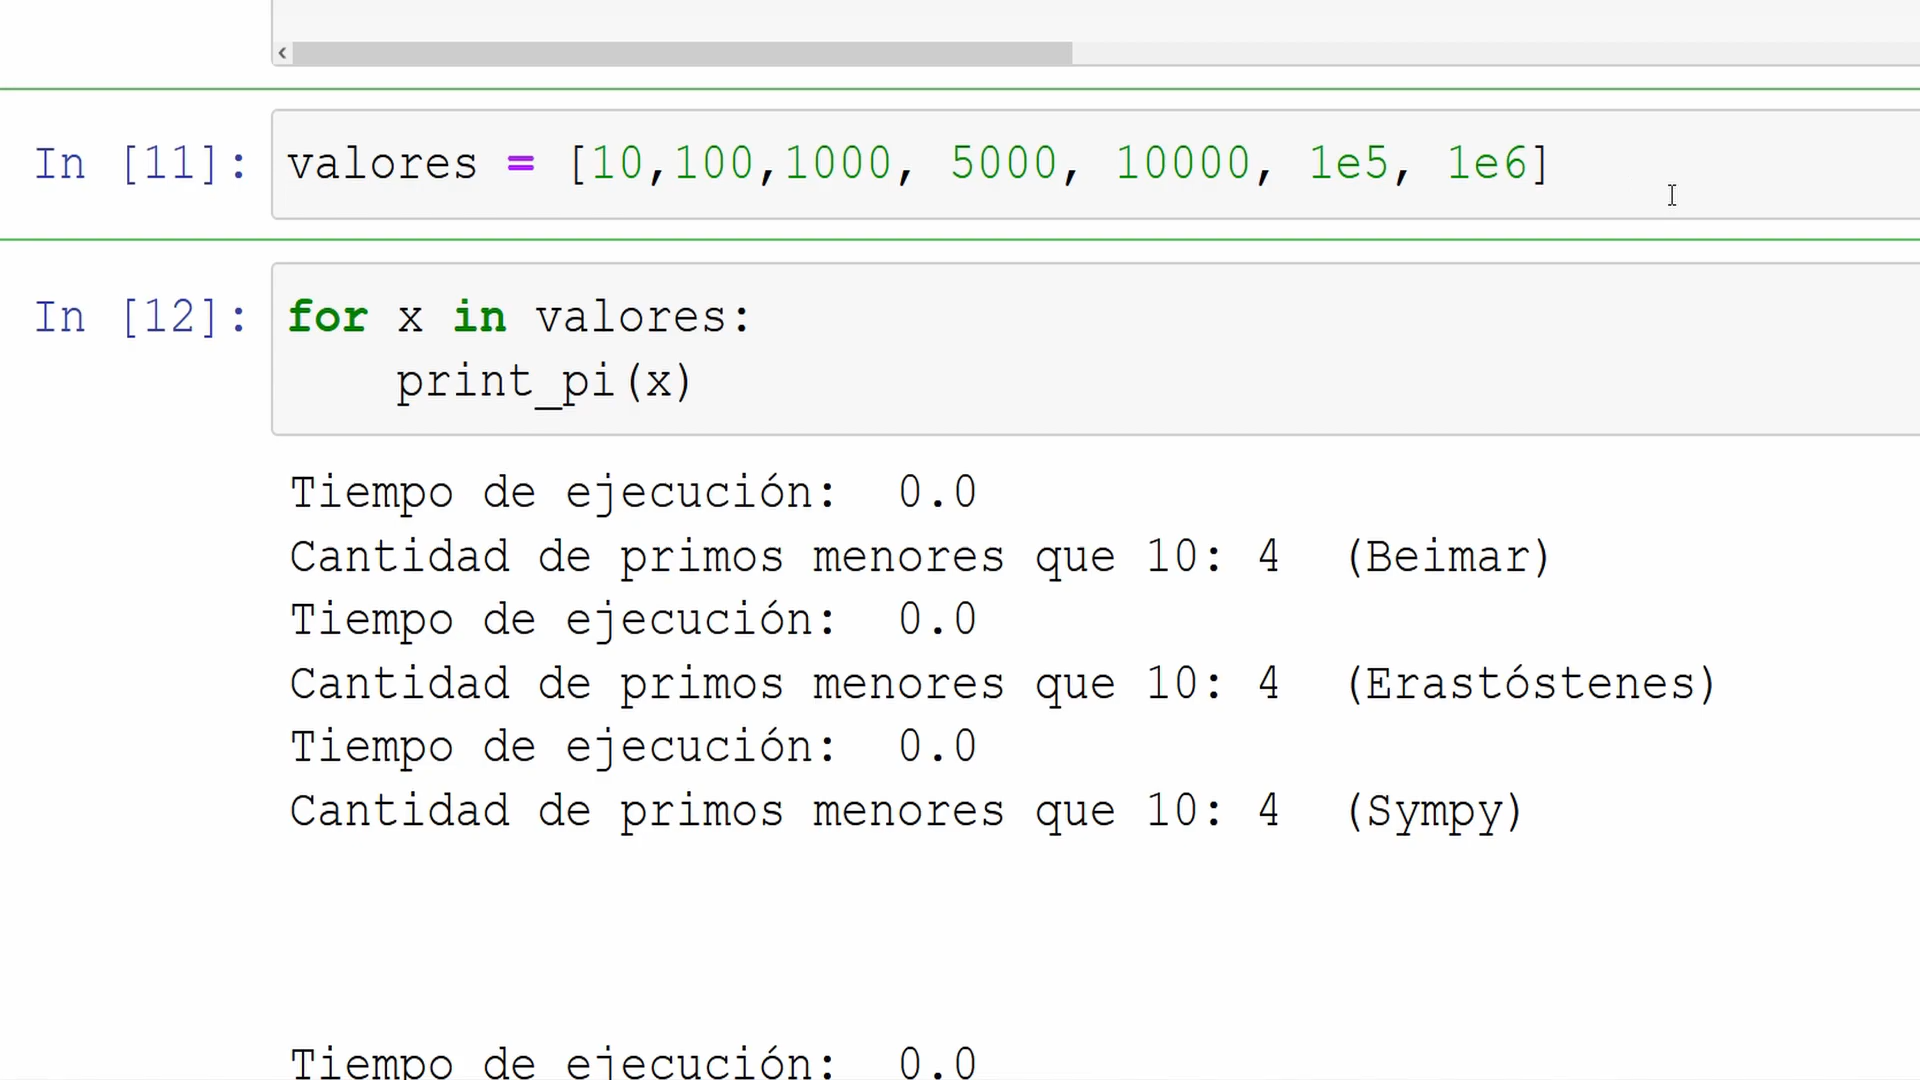 In [11]: valores = [10,100,1000, 5000, 10000, 1e5, 1e6]
In [12]: for x in valores:
print_pi(x)
Tiempo de ejecución: 0.0
Cantidad de primos menores que 10: 4 (Beimar)
Tiempo de ejecución: 0.0
Cantidad de primos menores que 10: 4 (Erastóstenes)
Tiempo de ejecución: 0.0
Cantidad de primos menores que 10: 4 (Sympy)
Tiempo de ejecución: 0.0